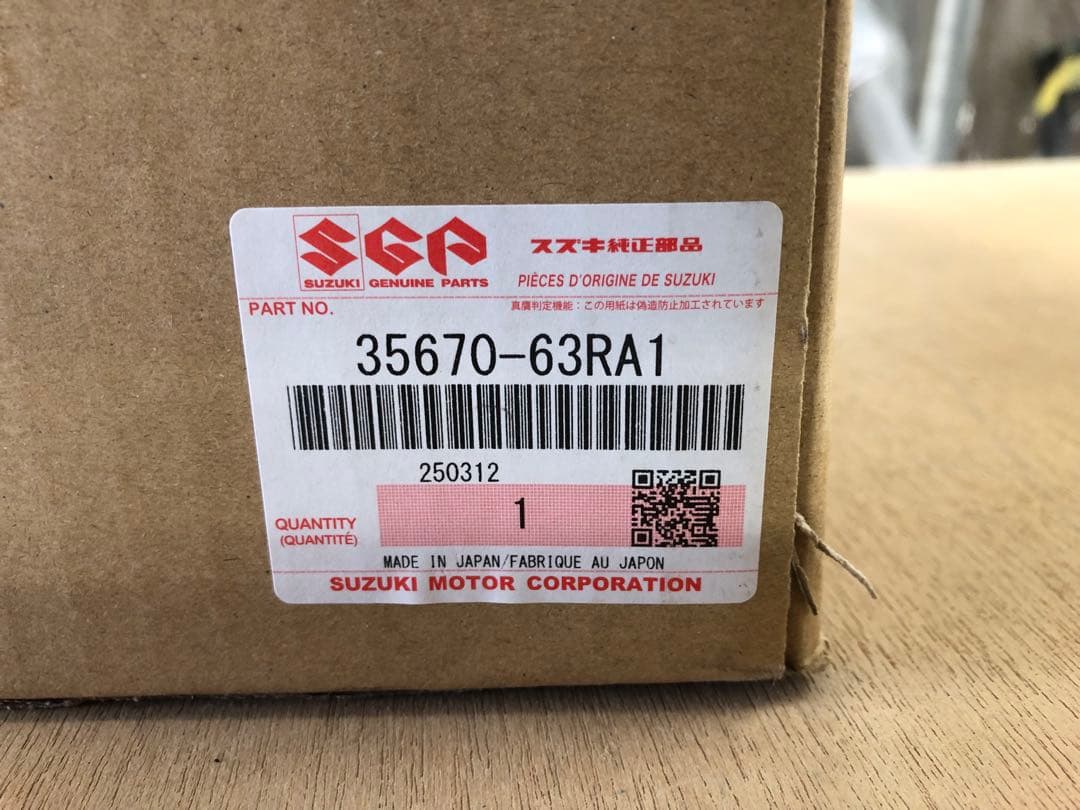 SGP
SUZUKI GENUINE PARTS
スズキ純正部品
PIÈCES D'ORIGINE DE SUZUKI
PART NO.
真贋判定機能：この用紙は偽造防止加工されています
35670-63RA1
250312
QUANTITY
(QUANTITÉ)
1
MADE IN JAPAN/FABRIQUE AU JAPON
SUZUKI MOTOR CORPORATION